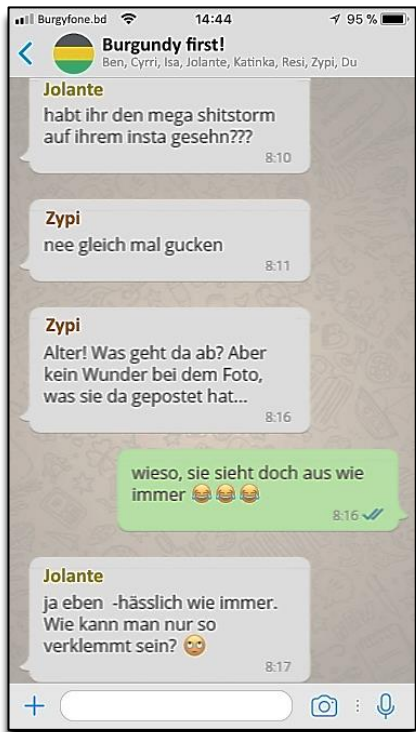 Burgyfone.bd 14:44 95 %
Burgundy first!
Ben, Cyrri, Isa, Jolante, Katinka, Resi, Zypi, Du
Jolante
habt ihr den mega shitstorm
auf ihrem insta gesehn???
8:10
Zypi
nee gleich mal gucken
8:11
Zypi
Alter! Was geht da ab? Aber
kein Wunder bei dem Foto,
was sie da gepostet hat...
8:16
wieso, sie sieht doch aus wie
immer 😂😂😂
8:16
Jolante
ja eben -hässlich wie immer.
Wie kann man nur so
verklemmt sein? 🙄
8:17